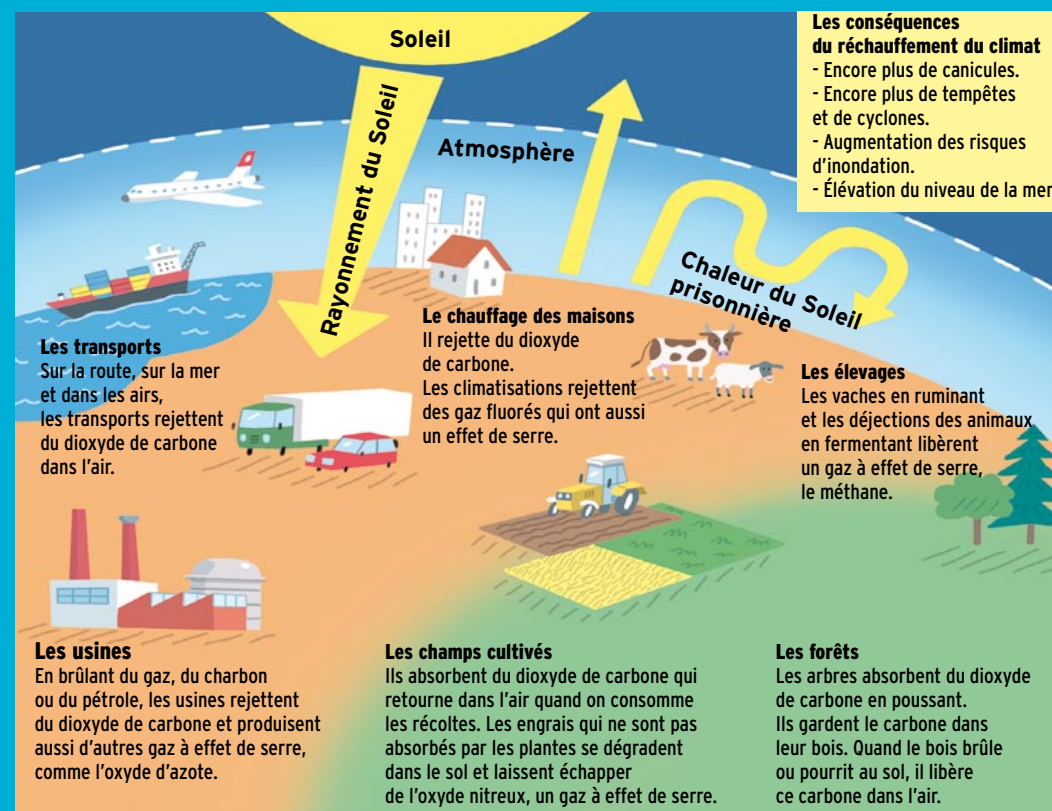 Soleil
Rayonnement du Soleil
Atmosphère
Chaleur du Soleil
prisonnière
Les conséquences
du réchauffement du climat
- Encore plus de canicules.
- Encore plus de tempêtes
et de cyclones.
- Augmentation des risques
d'inondation.
- Élévation du niveau de la mer
Les transports
Sur la route, sur la mer
et dans les airs,
les transports rejettent
du dioxyde de carbone
dans l'air.
Le chauffage des maisons
Il rejette du dioxyde
de carbone.
Les climatisations rejettent
des gaz fluorés qui ont aussi
un effet de serre.
Les élevages
Les vaches en ruminant
et les déjections des animaux
en fermentant libèrent
un gaz à effet de serre,
le méthane.
Les usines
En brûlant du gaz, du charbon
ou du pétrole, les usines rejettent
du dioxyde de carbone et produisent
aussi d'autres gaz à effet de serre,
comme l'oxyde d'azote.
Les champs cultivés
Ils absorbent du dioxyde de carbone qui
retourne dans l'air quand on consomme
les récoltes. Les engrais qui ne sont pas
absorbés par les plantes se dégradent
dans le sol et laissent échapper
de l'oxyde nitreux, un gaz à effet de serre.
Les forêts
Les arbres absorbent du dioxyde
de carbone en poussant.
Ils gardent le carbone dans
leur bois. Quand le bois brûle
ou pourrit au sol, il libère
ce carbone dans l'air.